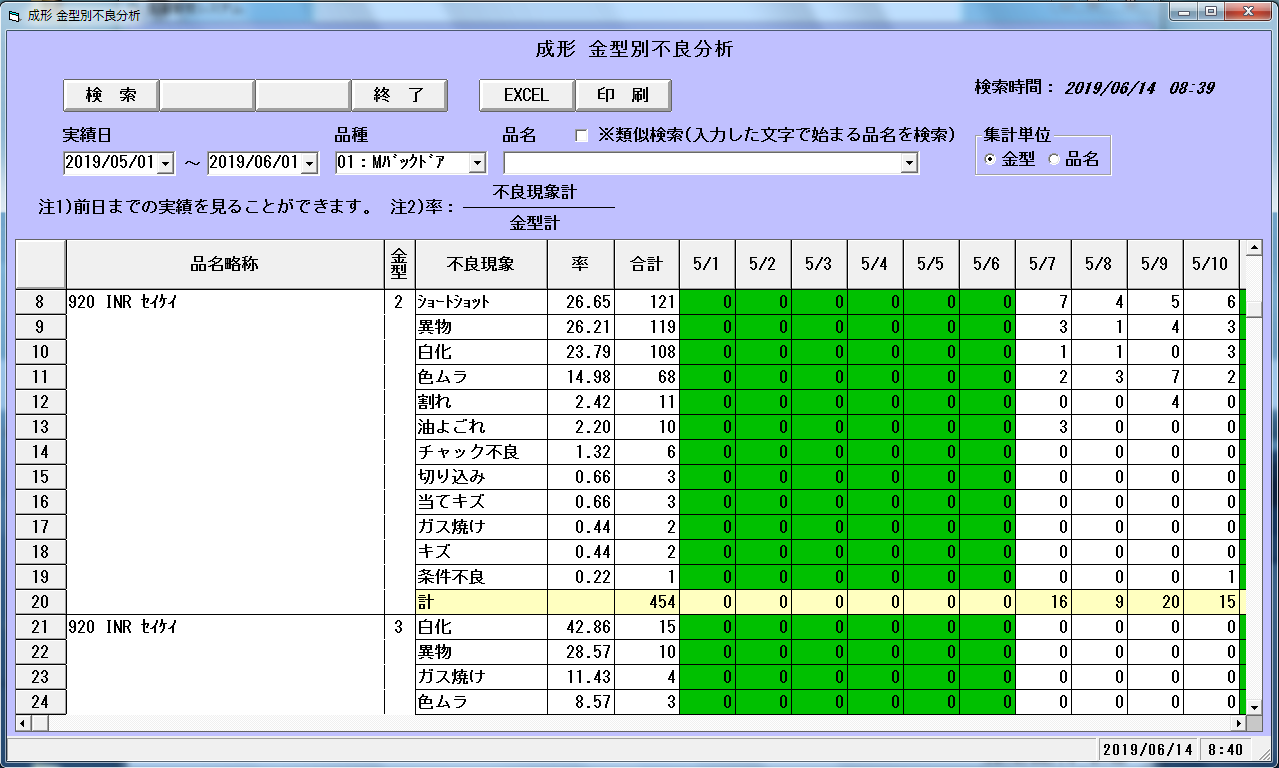 成形 金型別不良分析
成形 金型別不良分析
検 索 終 了 EXCEL 印 刷
検索時間： 2019/06/14 08:39
実績日 品種 品名 ※類似検索(入力した文字で始まる品名を検索) 集計単位
2019/05/01 ～ 2019/06/01 01：Mﾊﾞｯｸﾄﾞｱ 金型 品名
注1)前日までの実績を見ることができます。 注2)率： 不良現象計
金型計
品名略称 金型 不良現象 率 合計 5/1 5/2 5/3 5/4 5/5 5/6 5/7 5/8 5/9 5/10
8 920 INR ｾｲｹｲ 2 ｼｮｰﾄｼｮｯﾄ 26.65 121 0 0 0 0 0 0 7 4 5 6
9 異物 26.21 119 0 0 0 0 0 0 3 1 4 3
10 白化 23.79 108 0 0 0 0 0 0 1 1 0 3
11 色ムラ 14.98 68 0 0 0 0 0 0 2 3 7 2
12 割れ 2.42 11 0 0 0 0 0 0 0 0 4 0
13 油よごれ 2.20 10 0 0 0 0 0 0 3 0 0 0
14 チャック不良 1.32 6 0 0 0 0 0 0 0 0 0 0
15 切り込み 0.66 3 0 0 0 0 0 0 0 0 0 0
16 当てキズ 0.66 3 0 0 0 0 0 0 0 0 0 0
17 ガス焼け 0.44 2 0 0 0 0 0 0 0 0 0 0
18 キズ 0.44 2 0 0 0 0 0 0 0 0 0 0
19 条件不良 0.22 1 0 0 0 0 0 0 0 0 0 1
20 計 454 0 0 0 0 0 0 16 9 20 15
21 920 INR ｾｲｹｲ 3 白化 42.86 15 0 0 0 0 0 0 0 0 0 0
22 異物 28.57 10 0 0 0 0 0 0 0 0 0 0
23 ガス焼け 11.43 4 0 0 0 0 0 0 0 0 0 0
24 色ムラ 8.57 3 0 0 0 0 0 0 0 0 0 0
2019/06/14 8:40